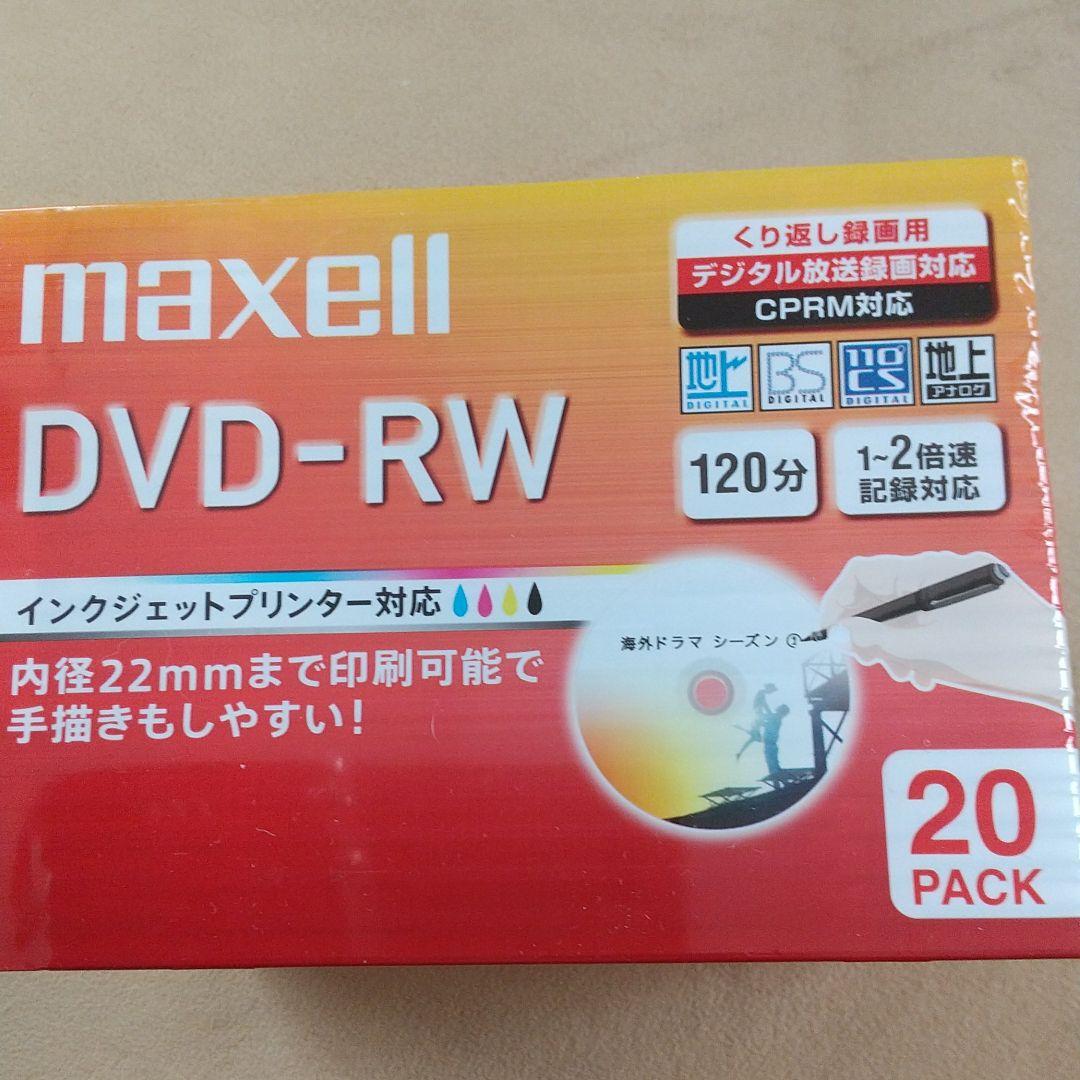 maxell
DVD-RW
くり返し録画用
デジタル放送録画対応
CPRM対応
地上
DIGITAL
BS
DIGITAL
110°
CS
DIGITAL
地上
アナログ
120分
1~2倍速
記録対応
インクジェットプリンター対応
内径22mmまで印刷可能で
手描きもしやすい!
海外ドラマ シーズン ①
20
PACK